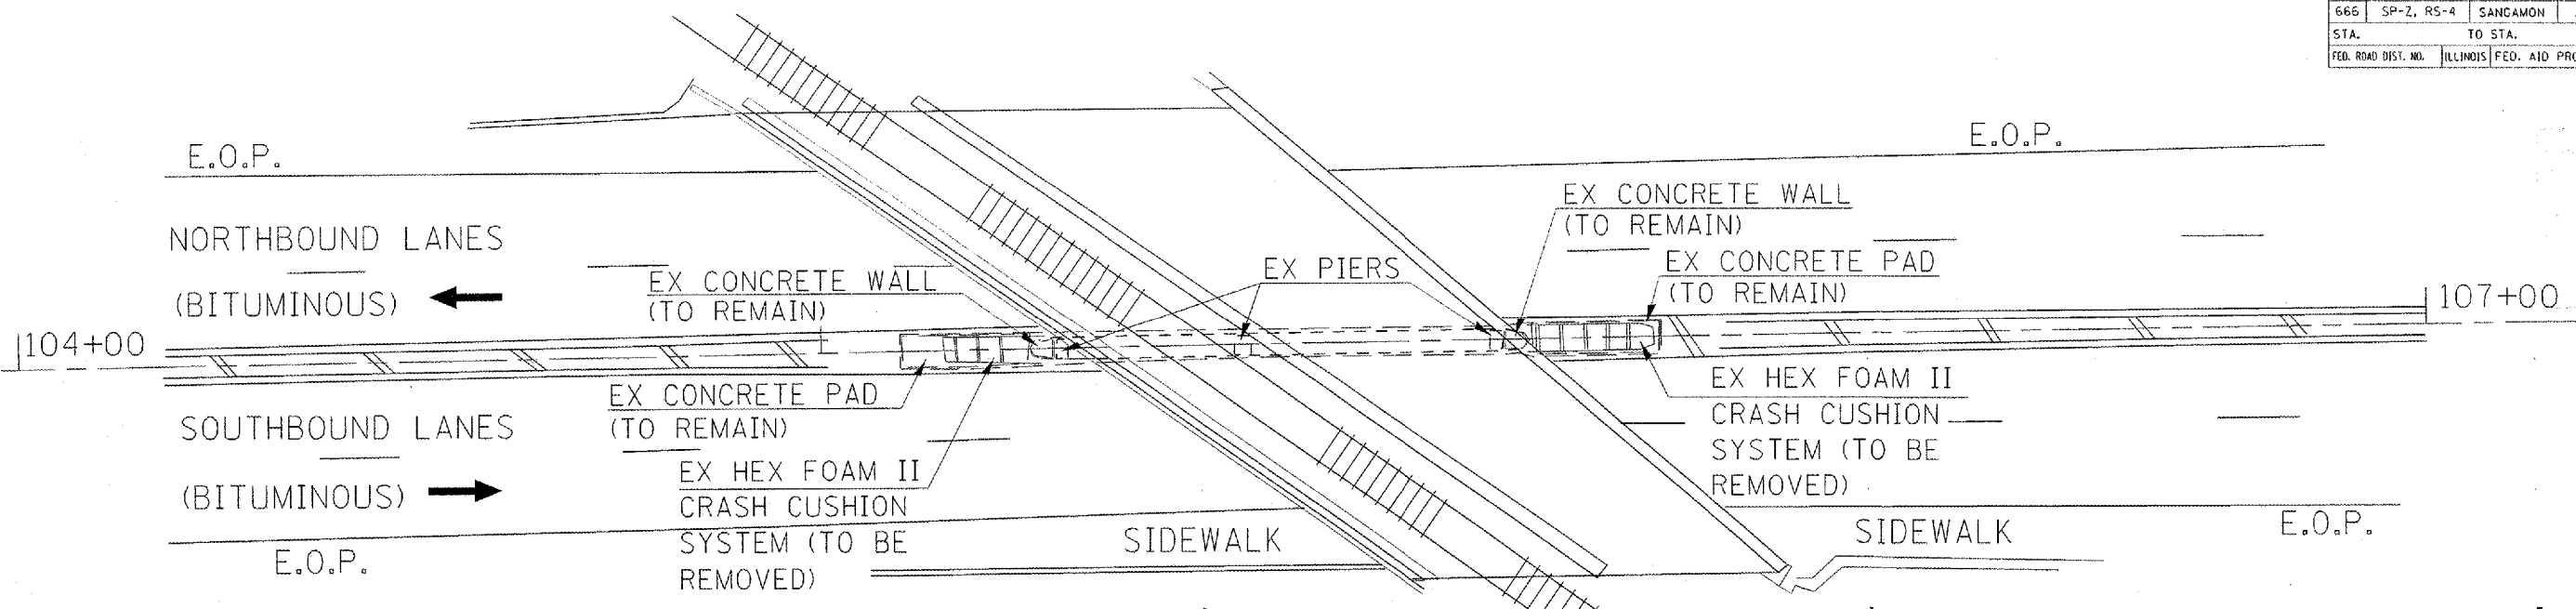 666 SP-2, RS-4 SANGAMON
STA. TO STA.
FED. ROAD DIST. NO. ILLINOIS FED. AID
E.O.P.
E.O.P.
NORTHBOUND LANES
(BITUMINOUS)
EX CONCRETE WALL
(TO REMAIN)
EX PIERS
EX CONCRETE WALL
(TO REMAIN)
EX CONCRETE PAD
(TO REMAIN)
104+00
107+00
EX CONCRETE PAD
(TO REMAIN)
EX HEX FOAM II
CRASH CUSHION
SYSTEM (TO BE
REMOVED)
SOUTHBOUND LANES
(BITUMINOUS)
EX HEX FOAM II
CRASH CUSHION
SYSTEM (TO BE
REMOVED)
E.O.P.
SIDEWALK
SIDEWALK
E.O.P.